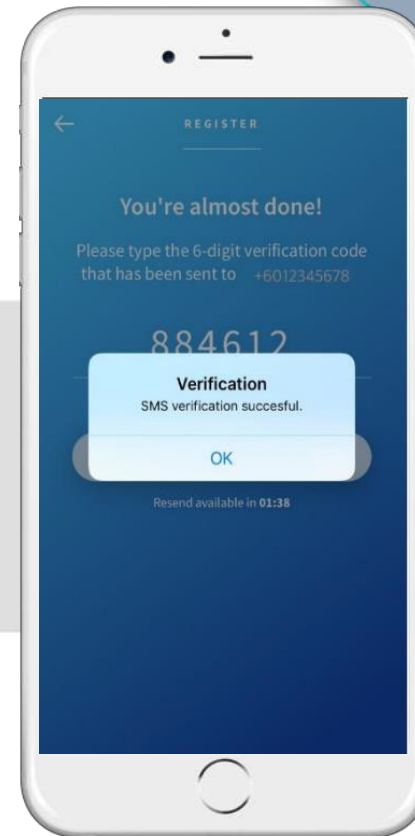 REGISTER
You're almost done!
Please type the 6-digit verification code
that has been sent to +6012345678
884612
Verification
SMS verification succesful.
OK
Resend available in 01:38